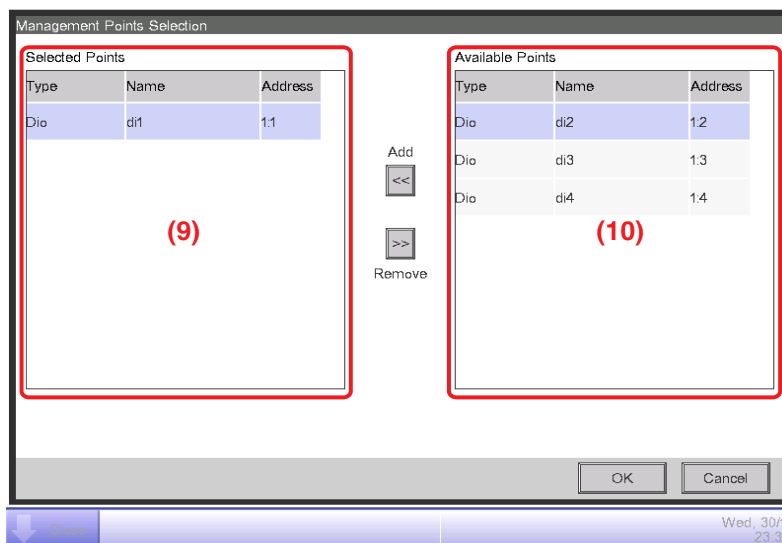 Management Points Selection
Selected Points
Type Name Address
Dio di1 1:1
(9)
Add
<<
>>
Remove
Available Points
Type Name Address
Dio di2 1:2
Dio di3 1:3
Dio di4 1:4
(10)
OK Cancel
Wed, 30/
23:3